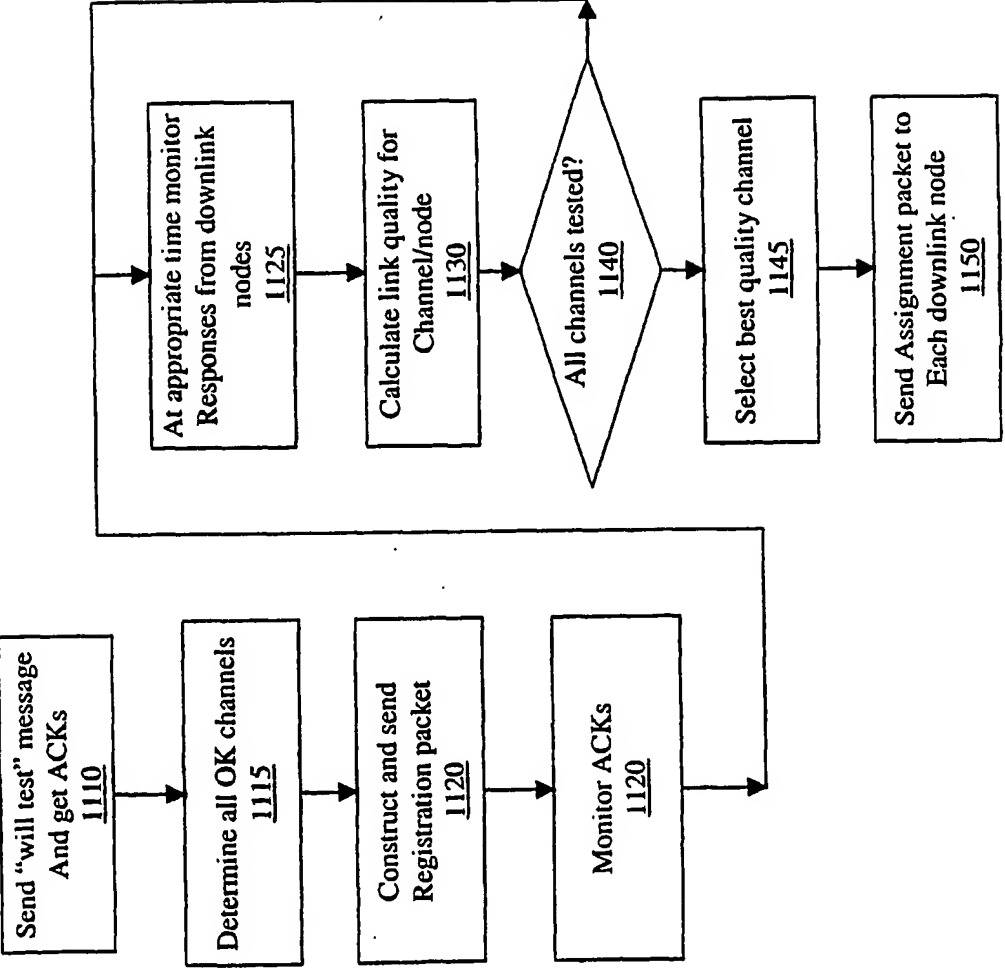 Send “will test” message
And get ACKs
1110
Determine all OK channels
1115
Construct and send
Registration packet
1120
Monitor ACKs
1120
At appropriate time monitor
Responses from downlink
nodes
1125
Calculate link quality for
Channel/node
1130
All channels tested?
1140
Select best quality channel
1145
Send Assignment packet to
Each downlink node
1150